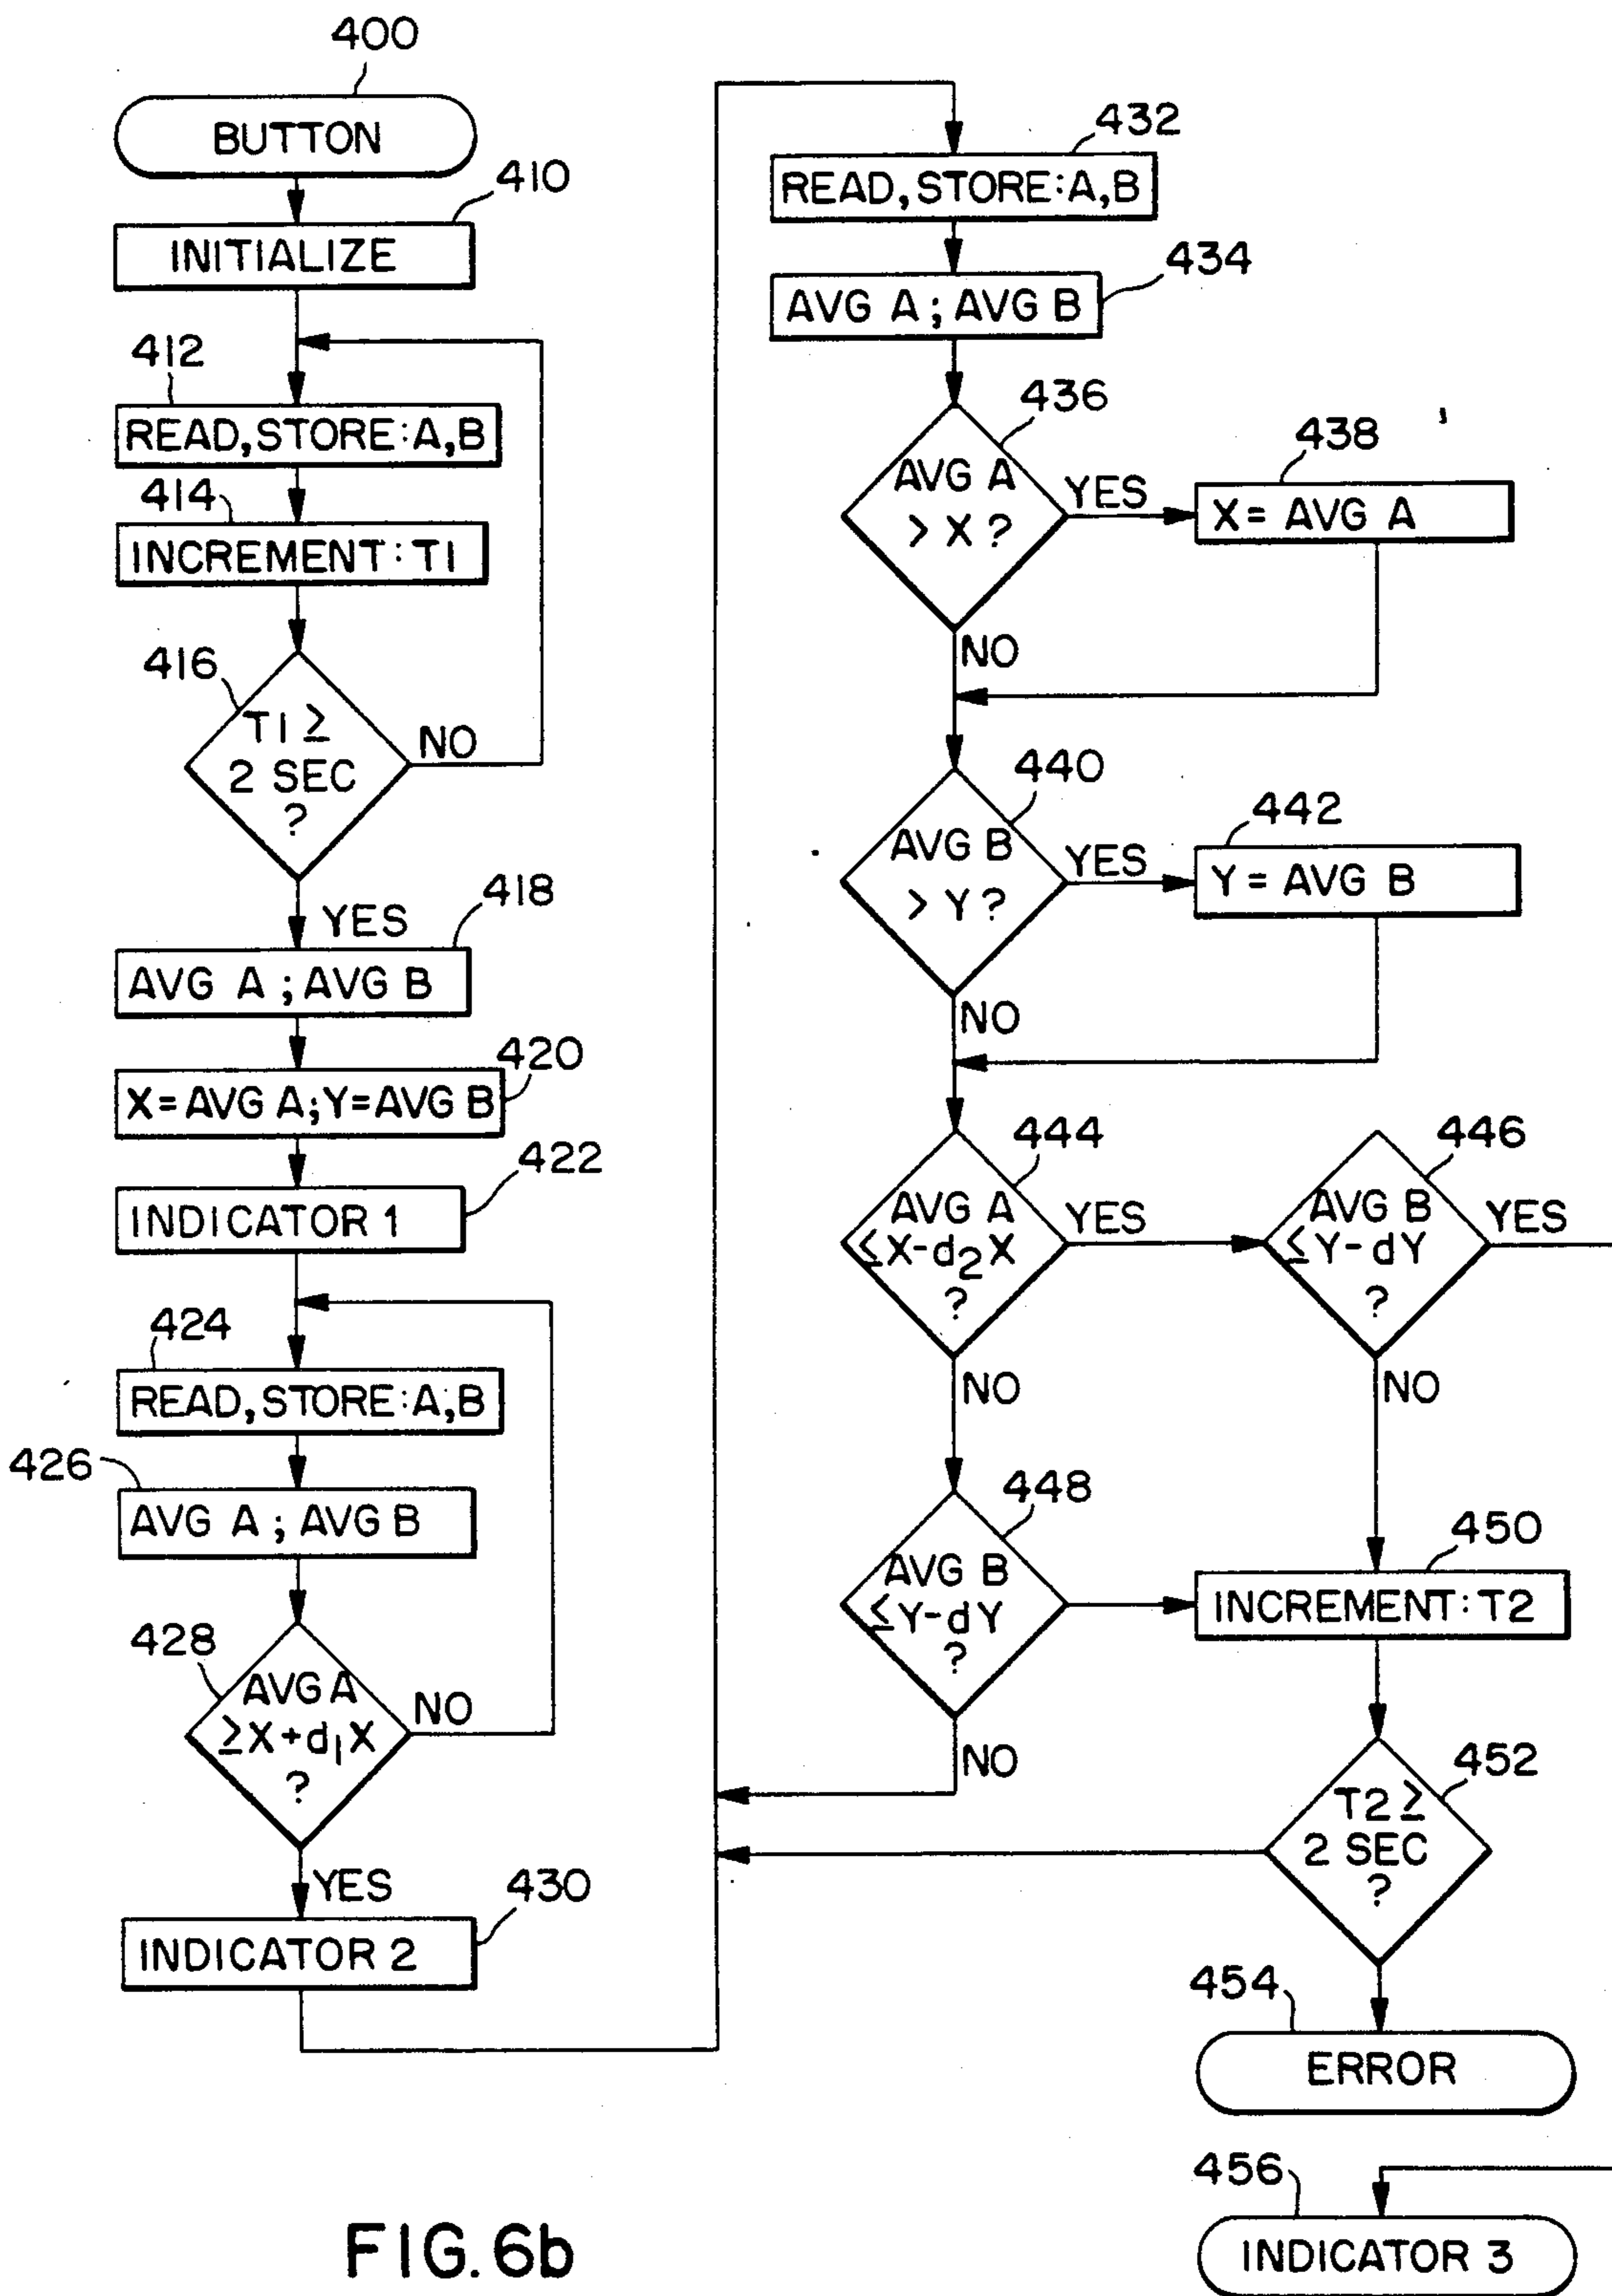 400
BUTTON
410
INITIALIZE
412
READ,STORE:A,B
414
INCREMENT:T1
416
T1 ≥
2 SEC
?
NO
YES
418
AVG A ; AVG B
420
X=AVG A;Y=AVG B
422
INDICATOR 1
424
READ,STORE:A,B
426
AVG A ; AVG B
428
AVG A
≥X+d₁X
?
NO
YES
430
INDICATOR 2
432
READ,STORE:A,B
434
AVG A ; AVG B
436
AVG A
> X ?
YES
438
X= AVG A
NO
440
AVG B
> Y ?
YES
442
Y= AVG B
NO
444
AVG A
≤X-d₂X
?
YES
446
AVG B
≤Y-dY
?
YES
NO
NO
448
AVG B
≤Y-dY
?
NO
450
INCREMENT:T2
452
T2 ≥
2 SEC
?
454
ERROR
456
INDICATOR 3
FIG. 6b